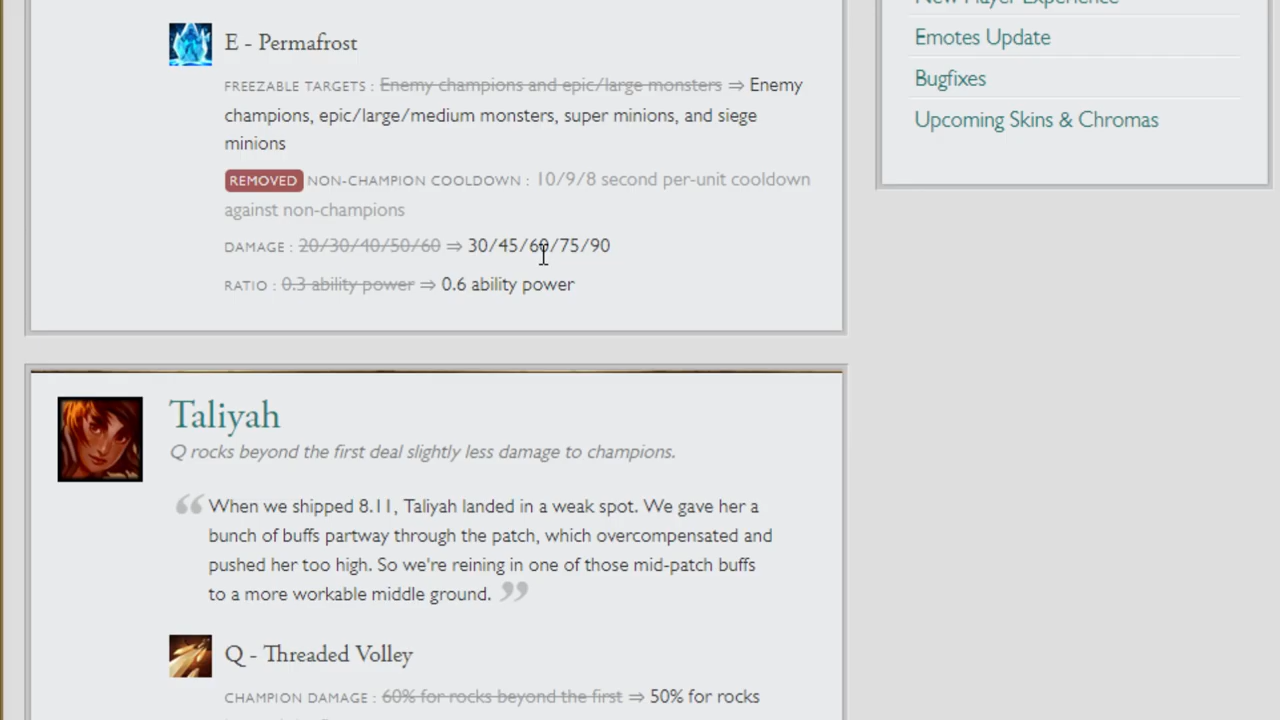 New Player Experience
Emotes Update
Bugfixes
Upcoming Skins & Chromas
E - Permafrost
FREEZABLE TARGETS : Enemy champions and epic/large monsters ⇒ Enemy
champions, epic/large/medium monsters, super minions, and siege
minions
REMOVED NON-CHAMPION COOLDOWN : 10/9/8 second per-unit cooldown
against non-champions
DAMAGE : 20/30/40/50/60 ⇒ 30/45/60/75/90
RATIO : 0.3 ability power ⇒ 0.6 ability power
Taliyah
Q rocks beyond the first deal slightly less damage to champions.
“ When we shipped 8.11, Taliyah landed in a weak spot. We gave her a
bunch of buffs partway through the patch, which overcompensated and
pushed her too high. So we're reining in one of those mid-patch buffs
to a more workable middle ground. ”
Q - Threaded Volley
CHAMPION DAMAGE : 60% for rocks beyond the first ⇒ 50% for rocks